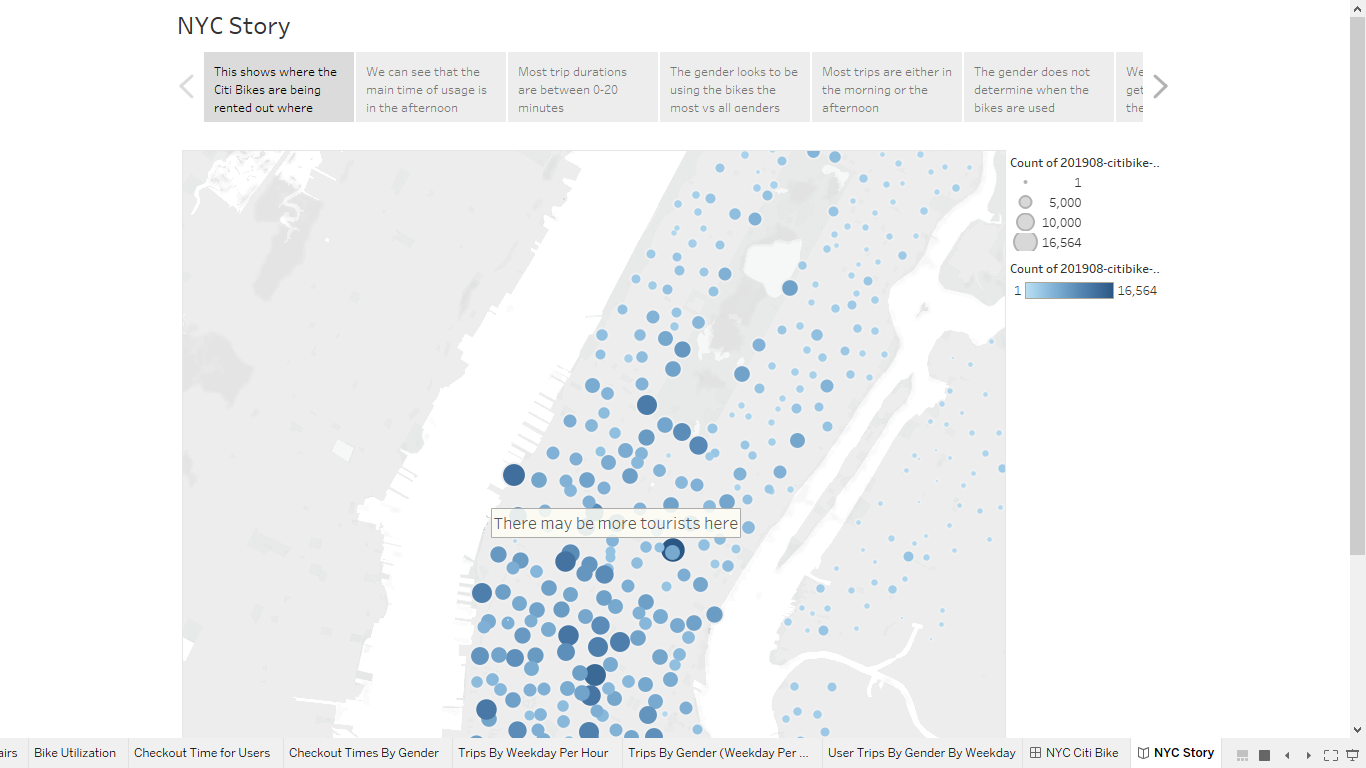 NYC Story
This shows where the
Citi Bikes are being
rented out where
We can see that the
main time of usage is
in the afternoon
Most trip durations
are between 0-20
minutes
The gender looks to be
using the bikes the
most vs all genders
Most trips are either in
the morning or the
afternoon
The gender does not
determine when the
bikes are used
We
get
the
Count of 201908-citibike-..
1
5,000
10,000
16,564
Count of 201908-citibike-..
1 16,564
There may be more tourists here
airs
Bike Utilization
Checkout Time for Users
Checkout Times By Gender
Trips By Weekday Per Hour
Trips By Gender (Weekday Per ...
User Trips By Gender By Weekday
NYC Citi Bike
NYC Story